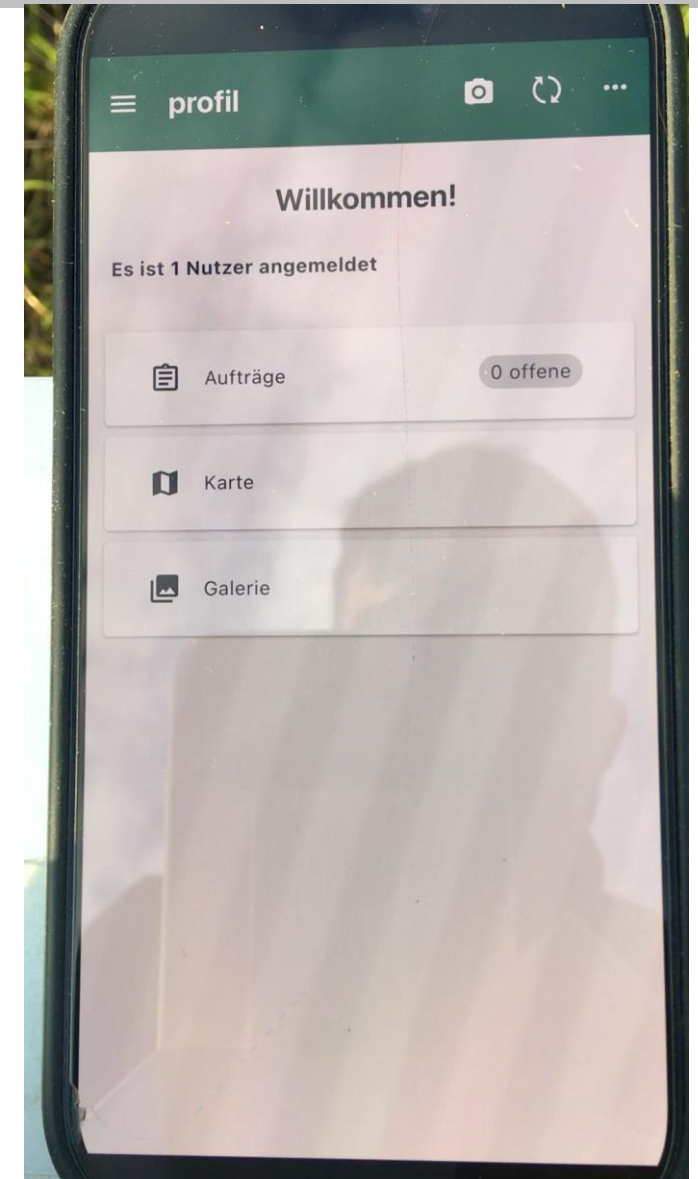 profil
Willkommen!
Es ist 1 Nutzer angemeldet
Aufträge 0 offene
Karte
Galerie